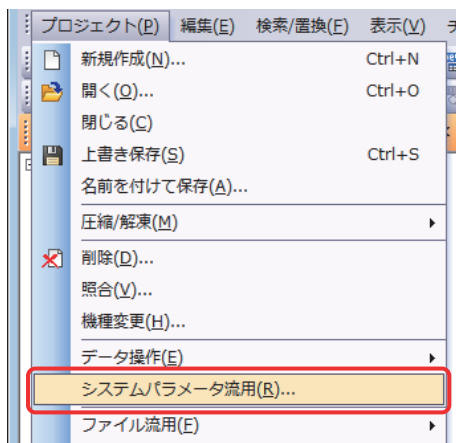 プロジェクト(P) 編集(E) 検索/置換(F) 表示(V)
新規作成(N)... Ctrl+N
開く(O)... Ctrl+O
閉じる(C)
上書き保存(S) Ctrl+S
名前を付けて保存(A)...
圧縮/解凍(M)
削除(D)...
照合(V)...
機種変更(H)...
データ操作(E)
システムパラメータ流用(R)...
ファイル流用(F)